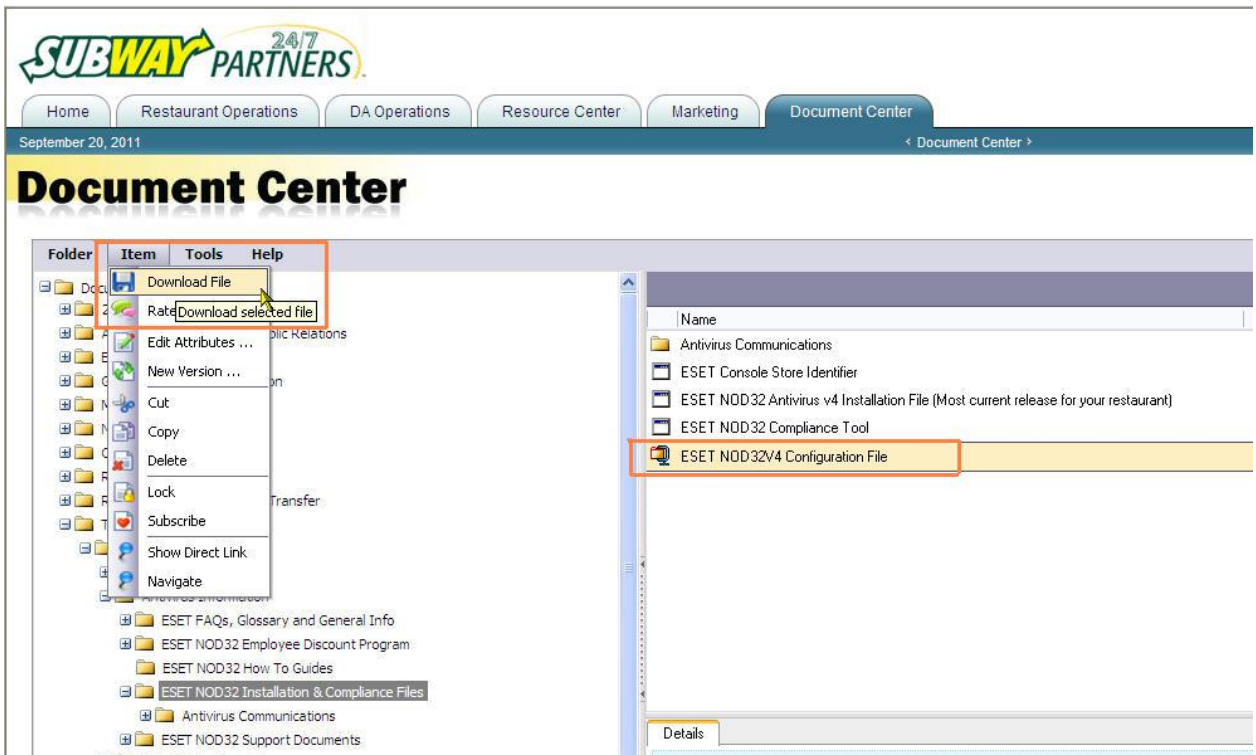 SUBWAY 24/7 PARTNERS
Home Restaurant Operations DA Operations Resource Center Marketing Document Center
September 20, 2011 < Document Center >
Document Center
Folder Item Tools Help
Download File
Rate
Download selected file
Edit Attributes ...
blic Relations
New Version ...
Cut
Copy
Delete
Lock
Transfer
Subscribe
Show Direct Link
Navigate
ESET FAQs, Glossary and General Info
ESET NOD32 Employee Discount Program
ESET NOD32 How To Guides
ESET NOD32 Installation & Compliance Files
Antivirus Communications
ESET NOD32 Support Documents
Name
Antivirus Communications
ESET Console Store Identifier
ESET NOD32 Antivirus v4 Installation File (Most current release for your restaurant)
ESET NOD32 Compliance Tool
ESET NOD32V4 Configuration File
Details